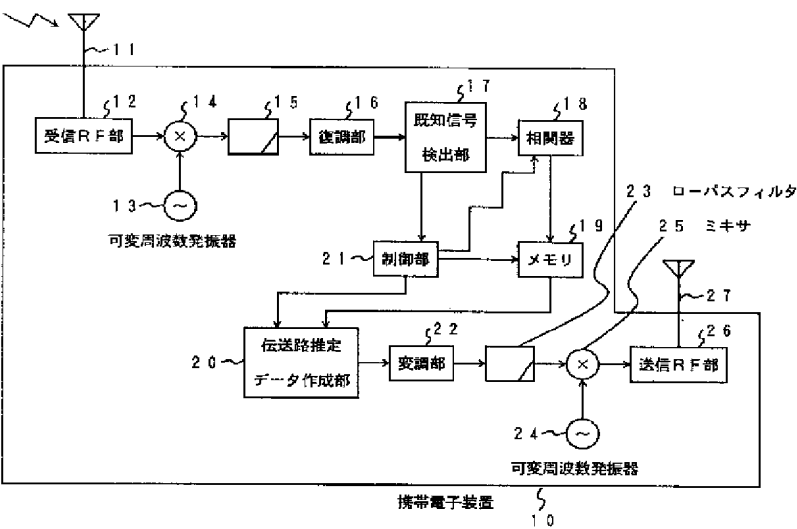 11
12
受信RF部
14
15
16
復調部
17
既知信号
検出部
18
相関器
13
可変周波数発振器
21
制御部
19
メモリ
23 ローパスフィルタ
25 ミキサ
27
20
伝送路推定
データ作成部
22
変調部
26
送信RF部
24
可変周波数発振器
携帯電子装置
10